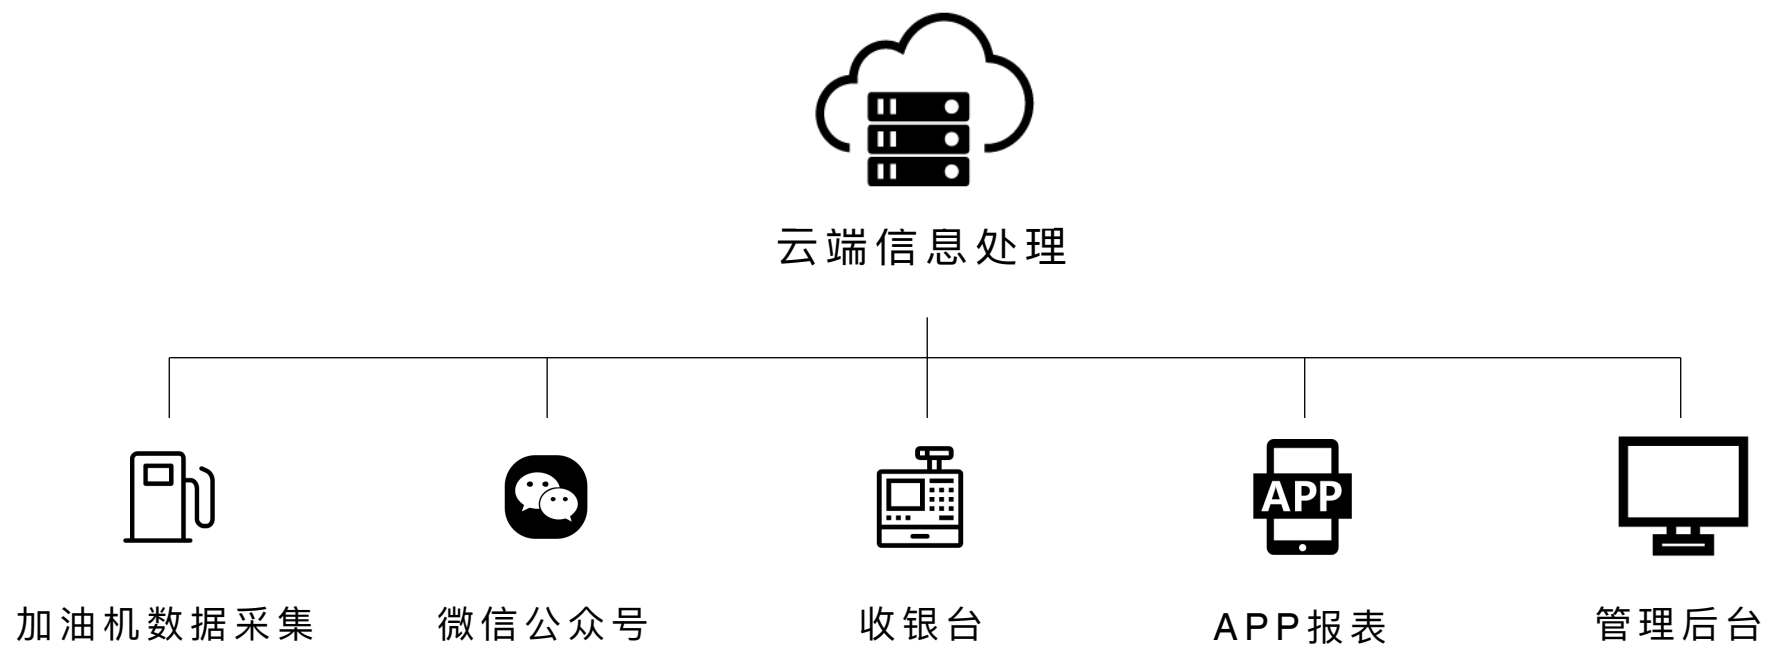 云端信息处理
APP
加油机数据采集
微信公众号
收银台
APP报表
管理后台